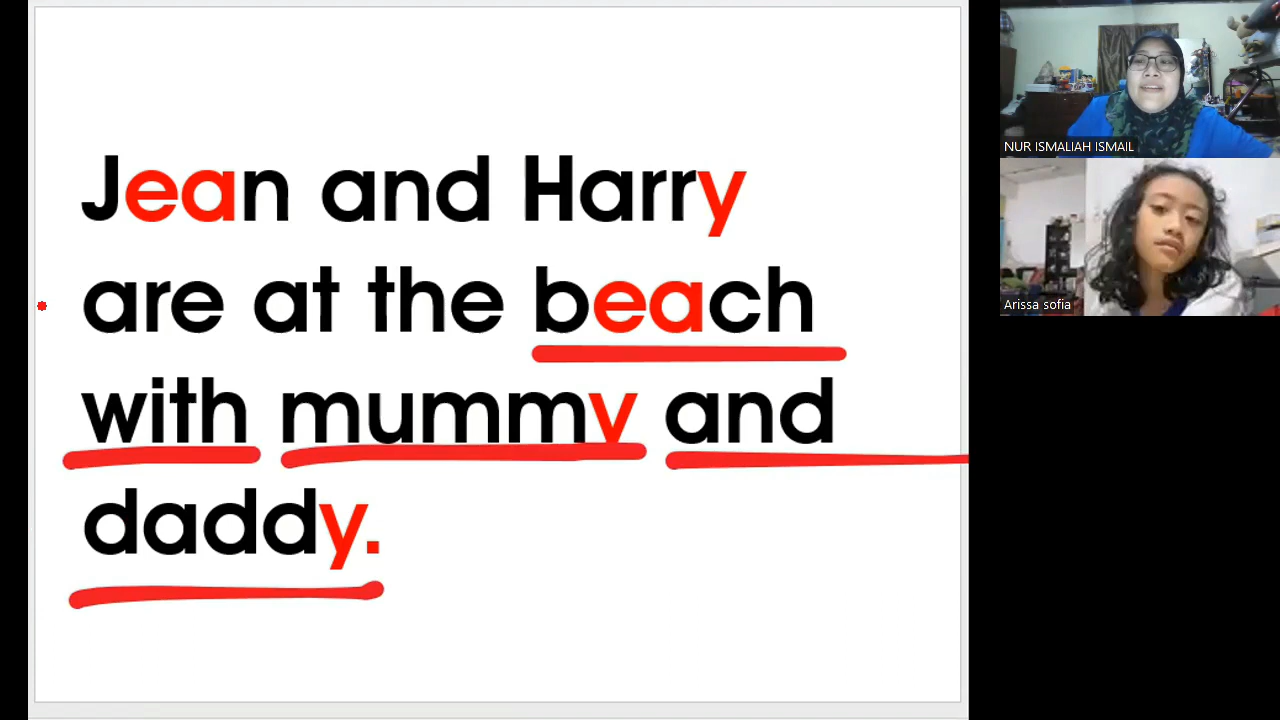 Jean and Harry
are at the beach
with mummy and
daddy.
NUR ISMALIAH ISMAIL
Arissa sofia